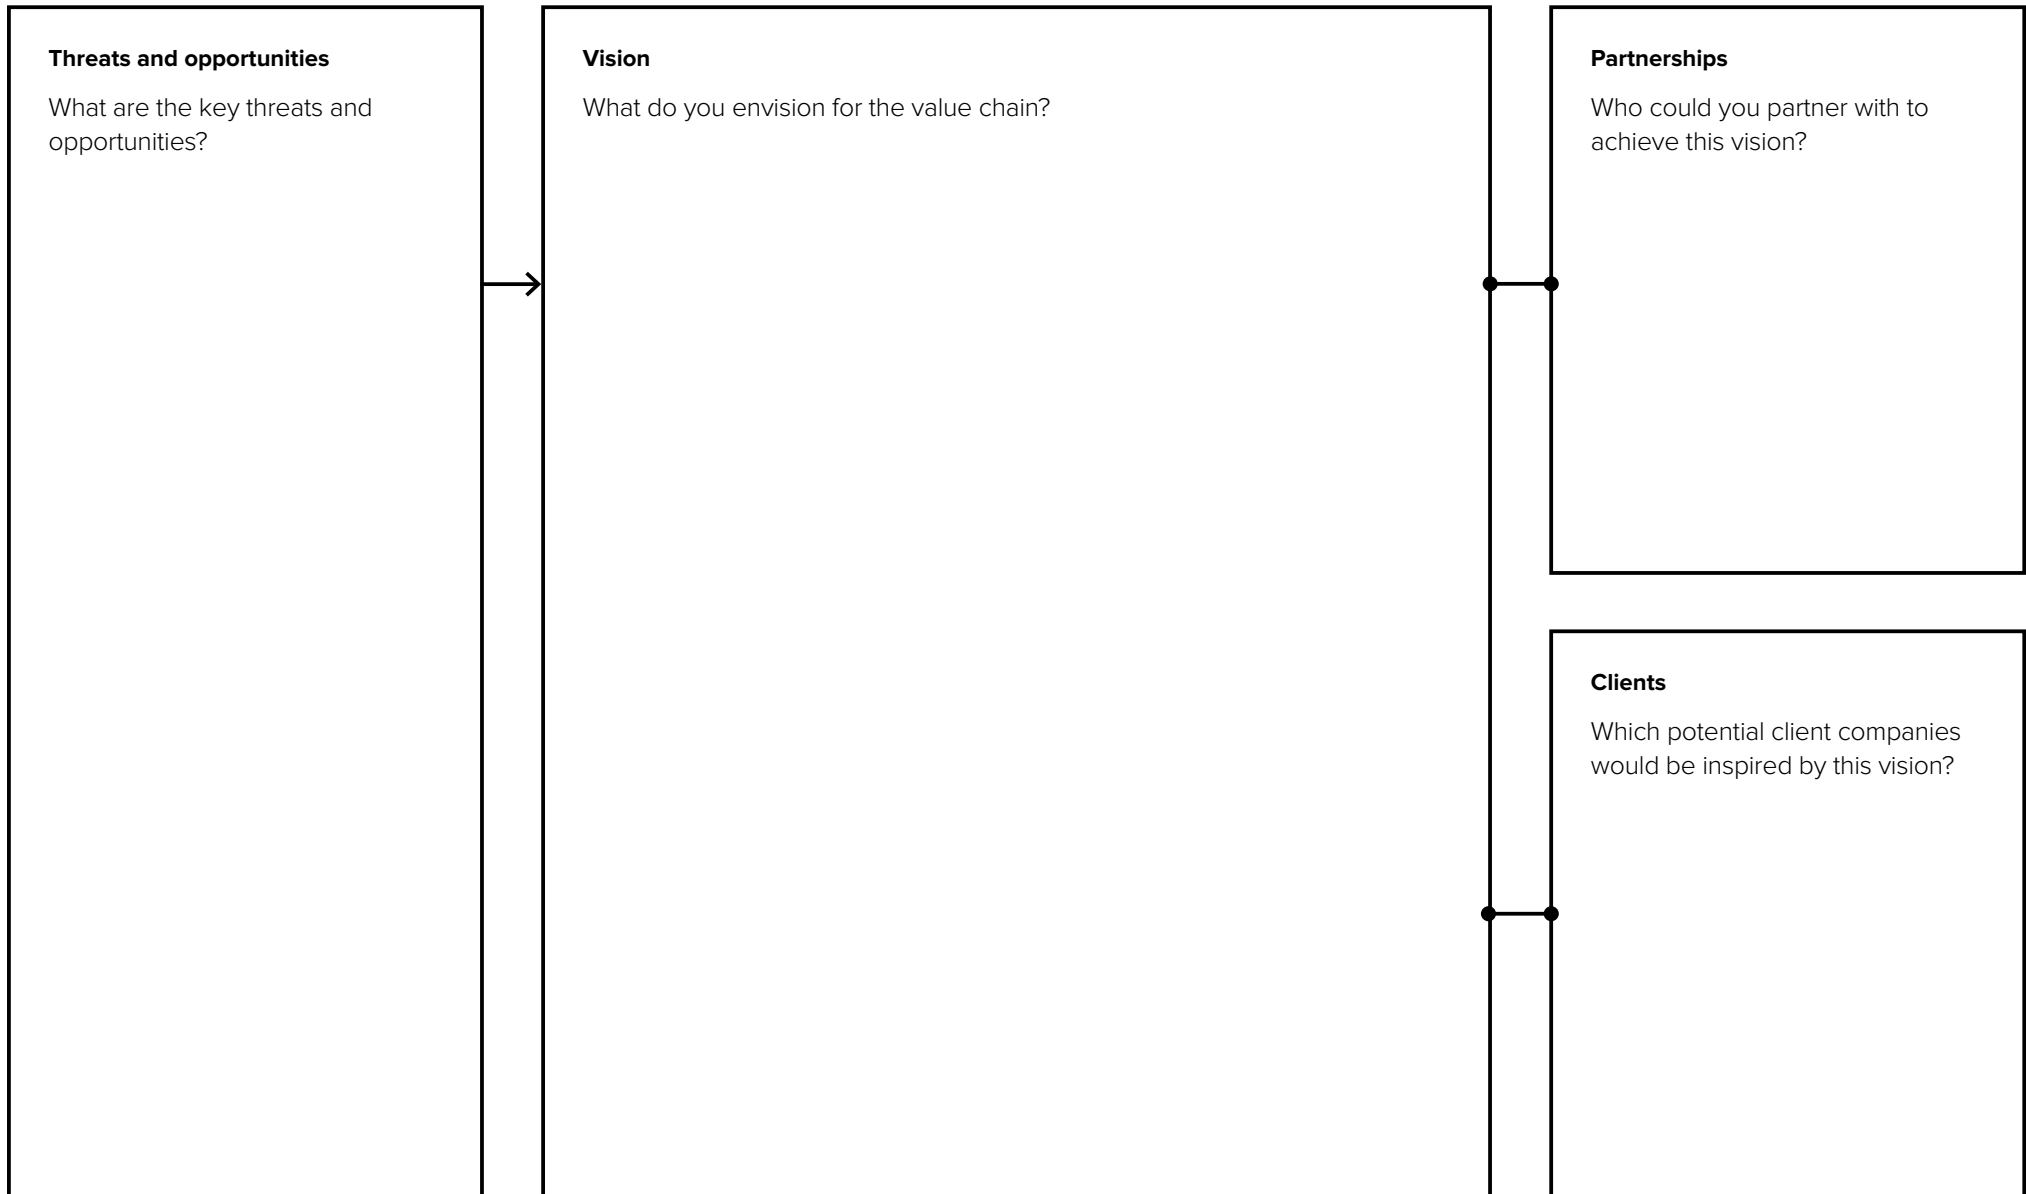 Threats and opportunities
What are the key threats and
opportunities?
Vision
What do you envision for the value chain?
Partnerships
Who could you partner with to
achieve this vision?
Clients
Which potential client companies
would be inspired by this vision?